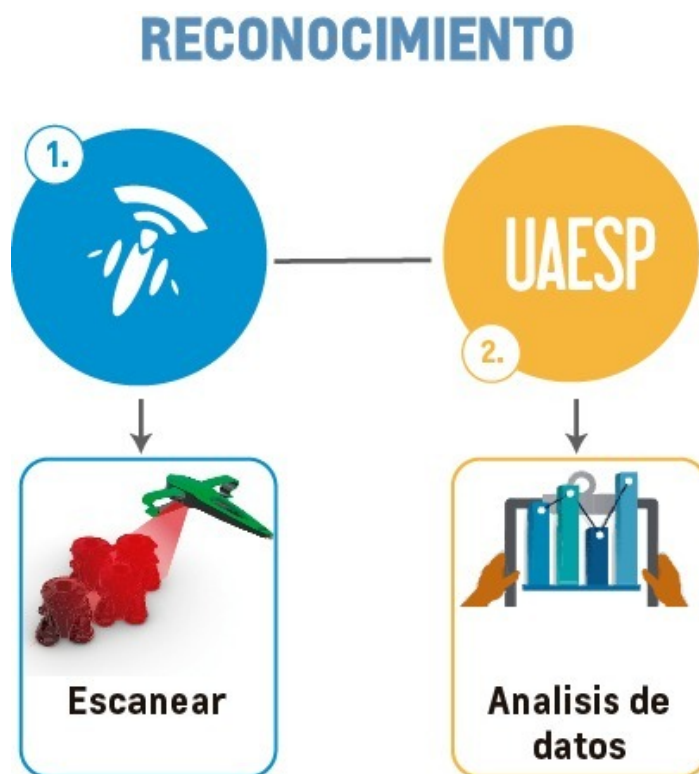 RECONOCIMIENTO
1.
UAESP
2.
Escanear
Analisis de
datos